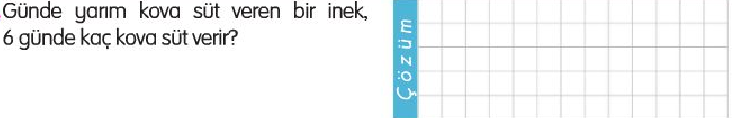 Günde yarım kova süt veren bir inek,
6 günde kaç kova süt verir?
Çözüm